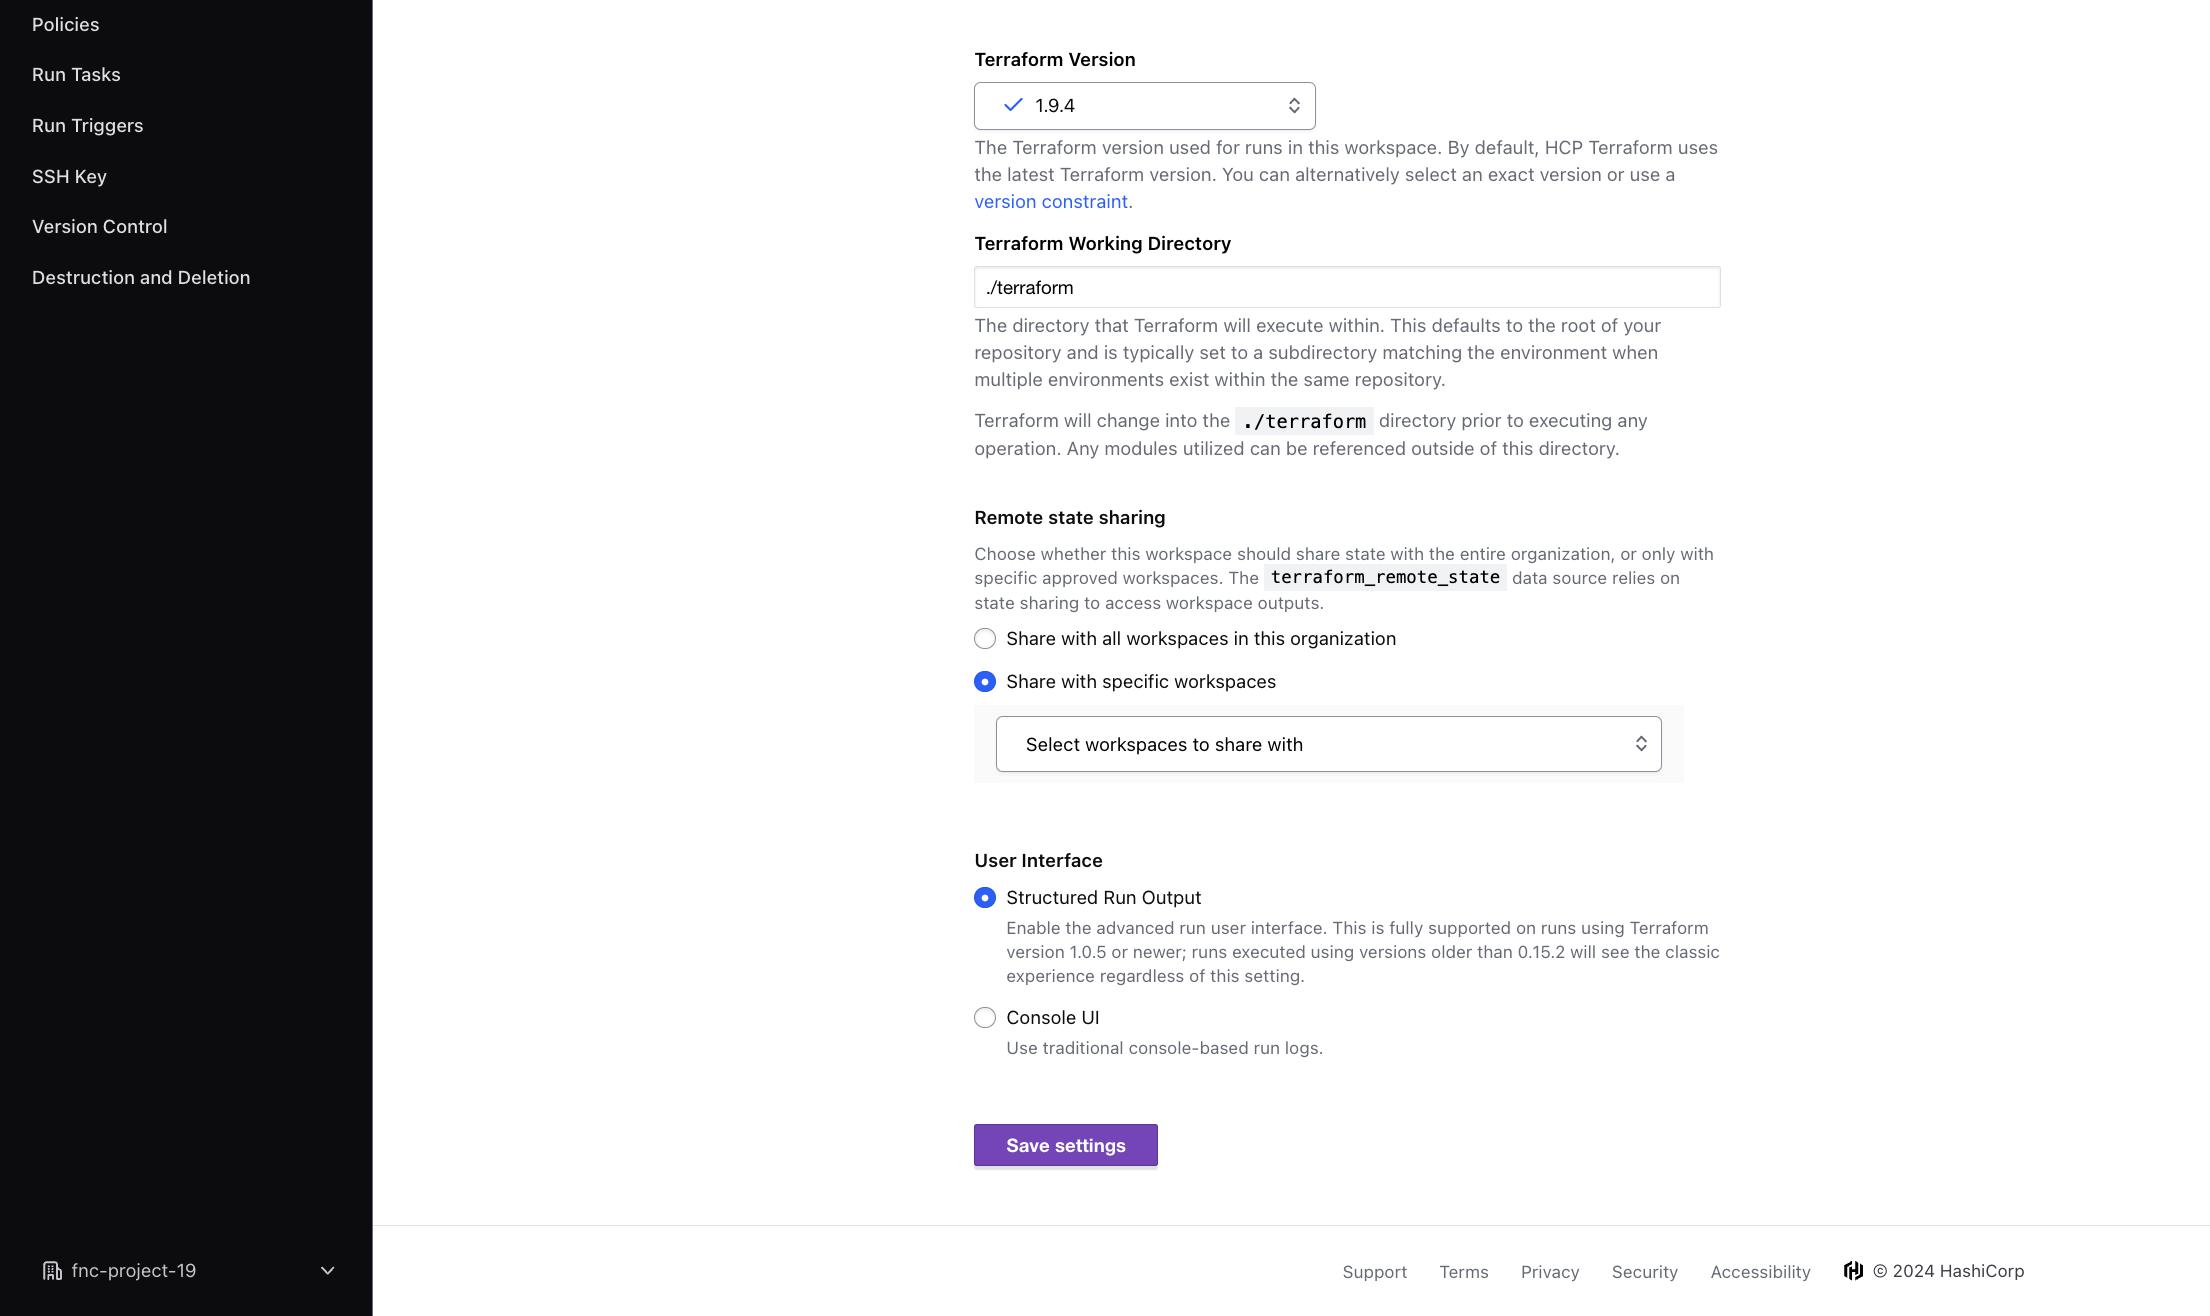 Policies
Run Tasks
Run Triggers
SSH Key
Version Control
Destruction and Deletion
fnc-project-19
Terraform Version
1.9.4
The Terraform version used for runs in this workspace. By default, HCP Terraform uses
the latest Terraform version. You can alternatively select an exact version or use a
version constraint.
Terraform Working Directory
./terraform
The directory that Terraform will execute within. This defaults to the root of your
repository and is typically set to a subdirectory matching the environment when
multiple environments exist within the same repository.
Terraform will change into the ./terraform directory prior to executing any
operation. Any modules utilized can be referenced outside of this directory.
Remote state sharing
Choose whether this workspace should share state with the entire organization, or only with
specific approved workspaces. The terraform_remote_state data source relies on
state sharing to access workspace outputs.
Share with all workspaces in this organization
Share with specific workspaces
Select workspaces to share with
User Interface
Structured Run Output
Enable the advanced run user interface. This is fully supported on runs using Terraform
version 1.0.5 or newer; runs executed using versions older than 0.15.2 will see the classic
experience regardless of this setting.
Console UI
Use traditional console-based run logs.
Save settings
Support Terms Privacy Security Accessibility © 2024 HashiCorp